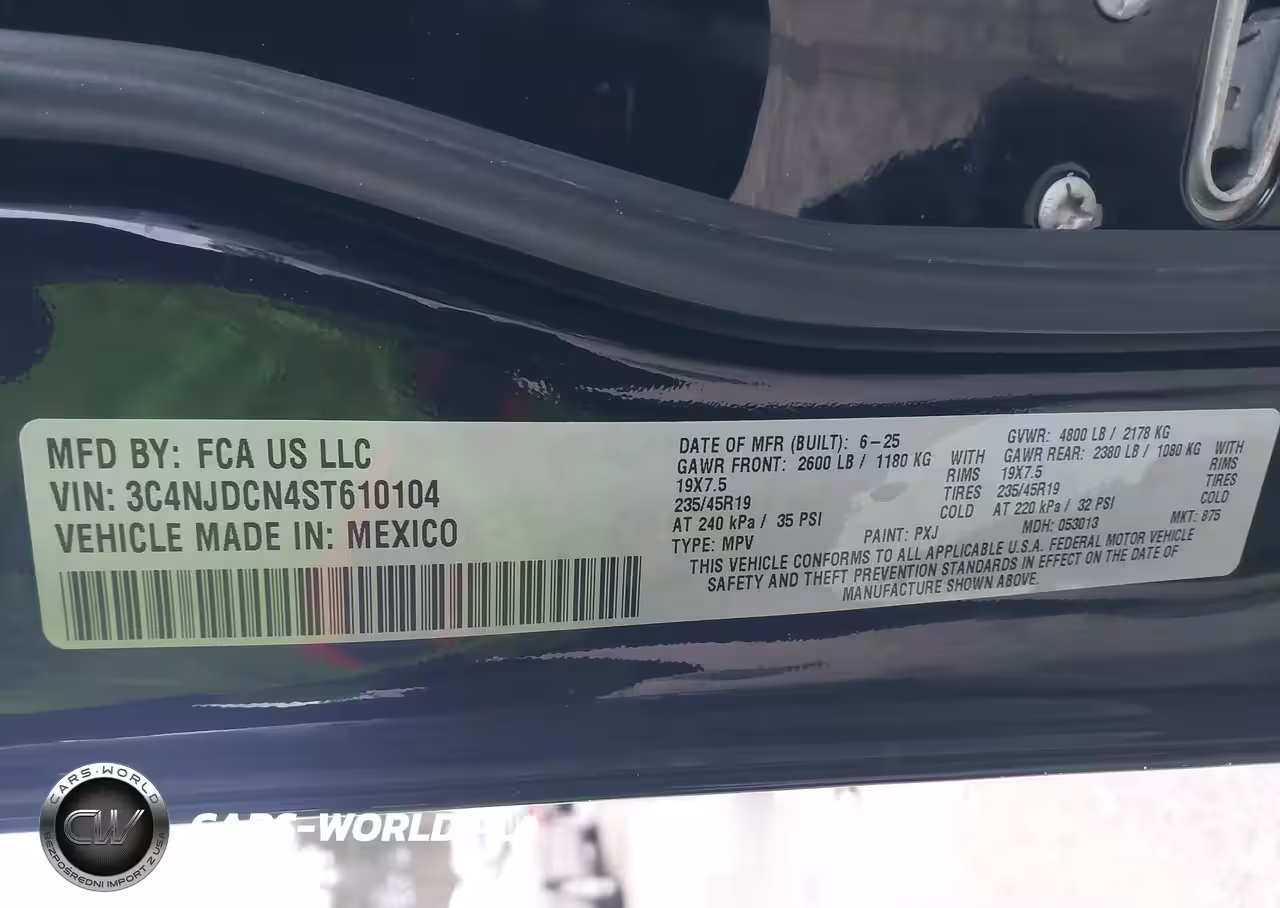 MFD BY: FCA US LLC
VIN: 3C4NJDCN4ST610104
VEHICLE MADE IN: MEXICO
DATE OF MFR (BUILT): 6-25
GAWR FRONT: 2600 LB / 1180 KG WITH
19X7.5 RIMS
235/45R19 TIRES
AT 240 kPa / 35 PSI COLD
TYPE: MPV
GVWR: 4800 LB / 2178 KG
GAWR REAR: 2380 LB / 1080 KG WITH
19X7.5 RIMS
235/45R19 TIRES
AT 220 kPa / 32 PSI COLD
PAINT: PXJ MDH: 053013 MKT: 875
THIS VEHICLE CONFORMS TO ALL APPLICABLE U.S.A. FEDERAL MOTOR VEHICLE
SAFETY AND THEFT PREVENTION STANDARDS IN EFFECT ON THE DATE OF
MANUFACTURE SHOWN ABOVE.
CARS-WORLD
CW
BEZPOŚREDNI IMPORT Z USA
CARS-WORLD